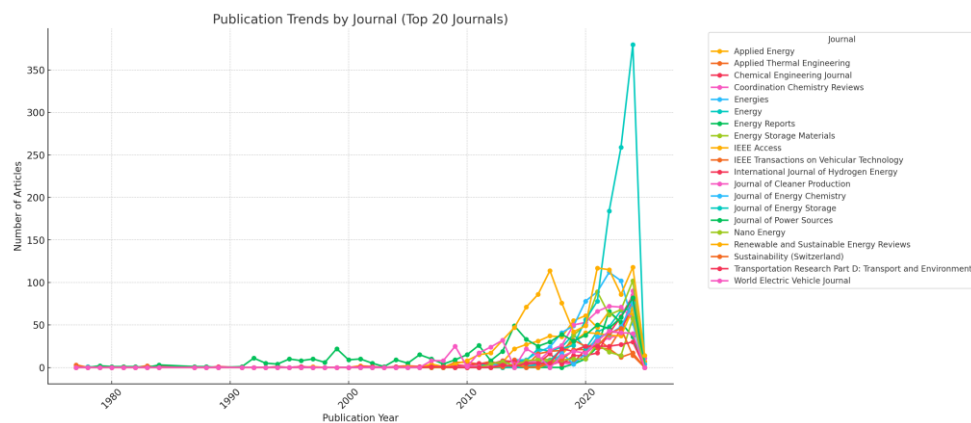 Publication Trends by Journal (Top 20 Journals)
Number of Articles
350
300
250
200
150
100
50
0
1980
1990
2000
2010
2020
Publication Year
Journal
Applied Energy
Applied Thermal Engineering
Chemical Engineering Journal
Coordination Chemistry Reviews
Energies
Energy
Energy Reports
Energy Storage Materials
IEEE Access
IEEE Transactions on Vehicular Technology
International Journal of Hydrogen Energy
Journal of Cleaner Production
Journal of Energy Chemistry
Journal of Energy Storage
Journal of Power Sources
Nano Energy
Renewable and Sustainable Energy Reviews
Sustainability (Switzerland)
Transportation Research Part D: Transport and Environment
World Electric Vehicle Journal